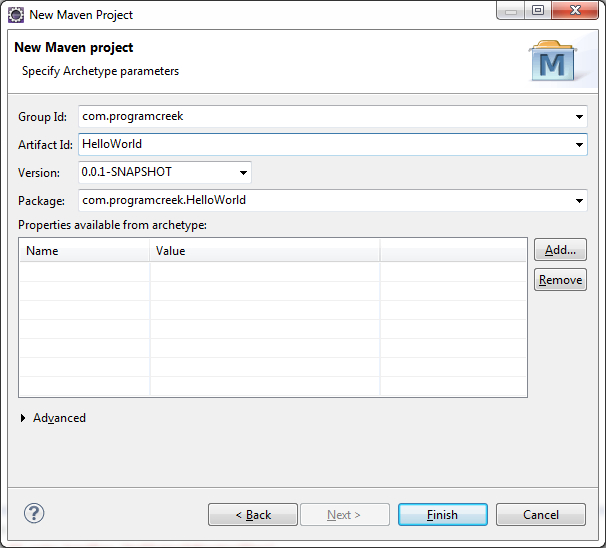 New Maven Project
New Maven project
Specify Archetype parameters
M
Group Id: com.programcreek
Artifact Id: HelloWorld
Version: 0.0.1-SNAPSHOT
Package: com.programcreek.HelloWorld
Properties available from archetype:
Name Value
Add...
Remove
Advanced
? < Back Next > Finish Cancel